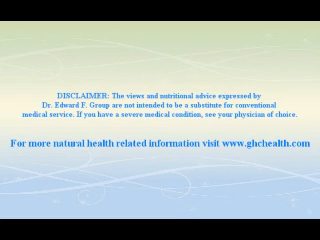 DISCLAIMER: The views and nutritional advice expressed by
Dr. Edward F. Group are not intended to be a substitute for conventional
medical service. If you have a severe medical condition, see your physician of choice.
For more natural health related information visit www.ghchealth.com